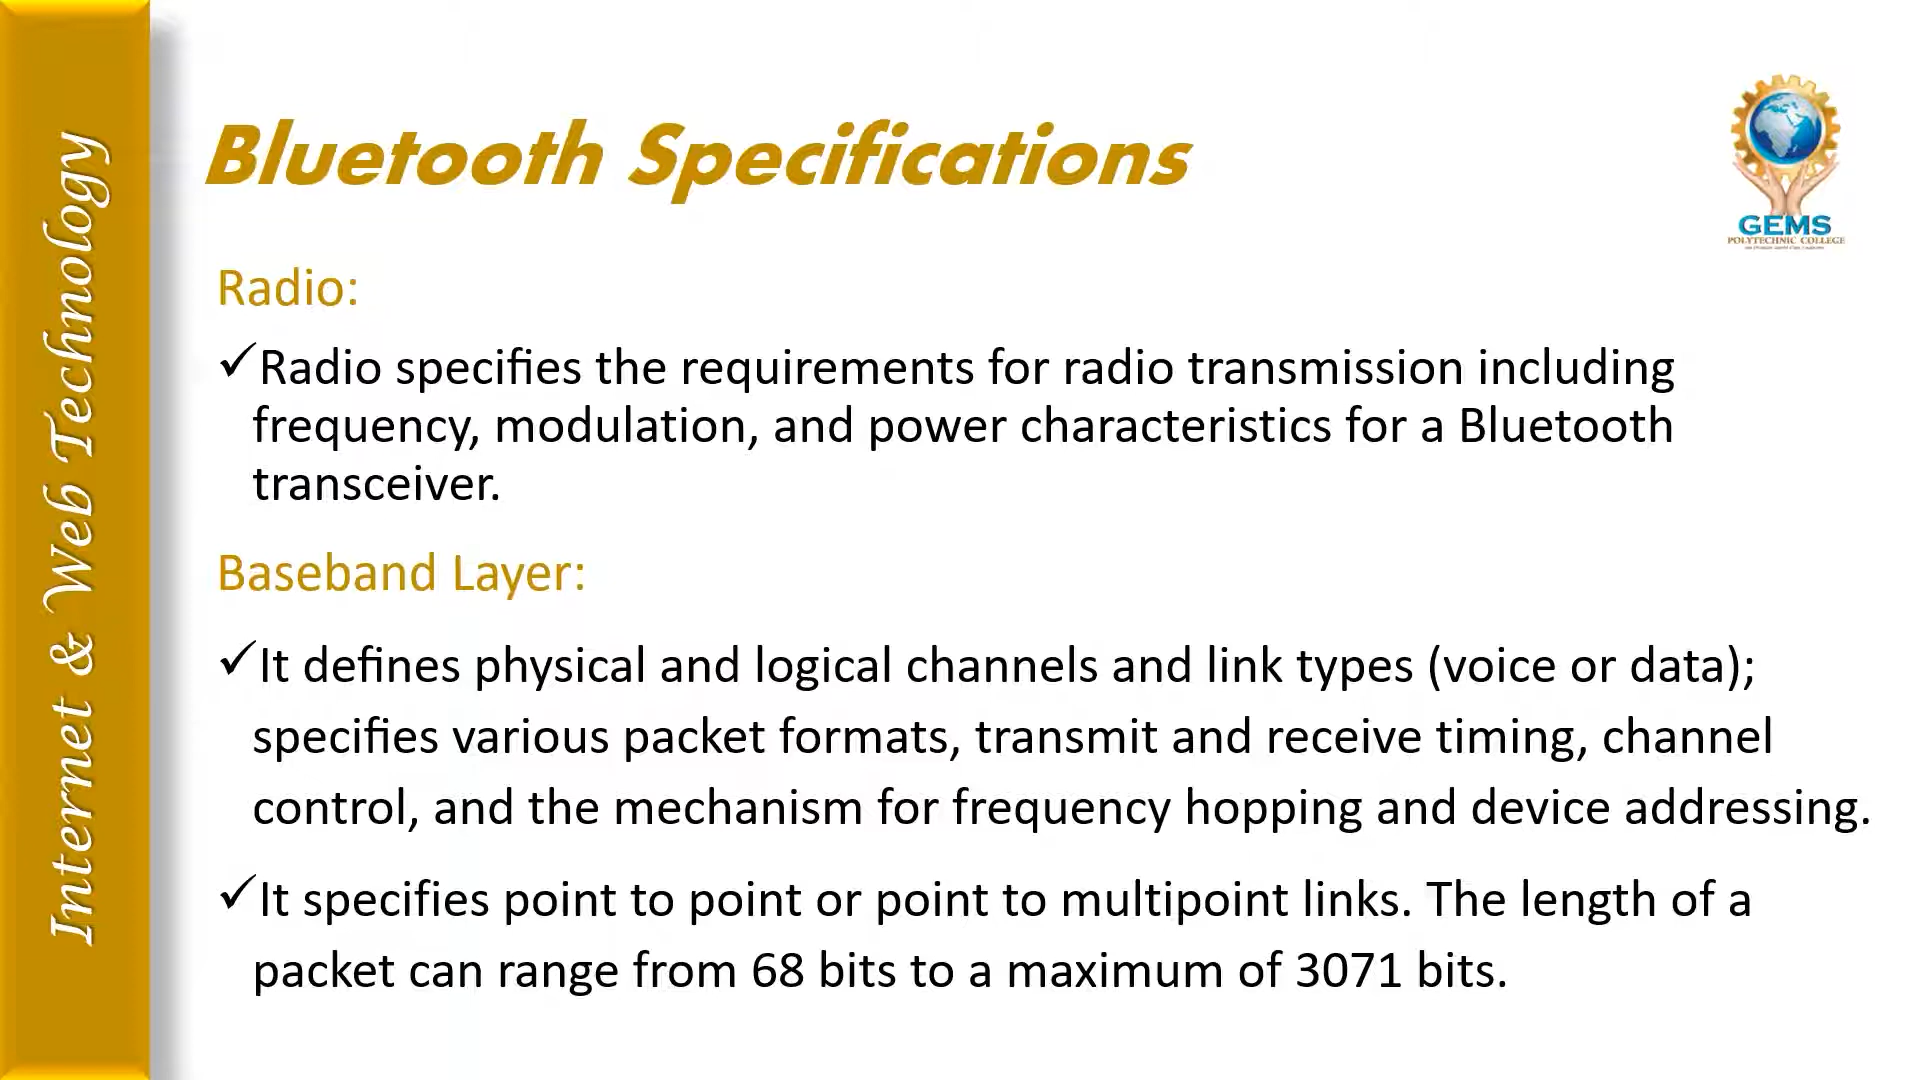 Internet & Web Technology
Bluetooth Specifications
GEMS
POLYTECHNIC COLLEGE
Radio:
✓Radio specifies the requirements for radio transmission including
frequency, modulation, and power characteristics for a Bluetooth
transceiver.
Baseband Layer:
✓It defines physical and logical channels and link types (voice or data);
specifies various packet formats, transmit and receive timing, channel
control, and the mechanism for frequency hopping and device addressing.
✓It specifies point to point or point to multipoint links. The length of a
packet can range from 68 bits to a maximum of 3071 bits.